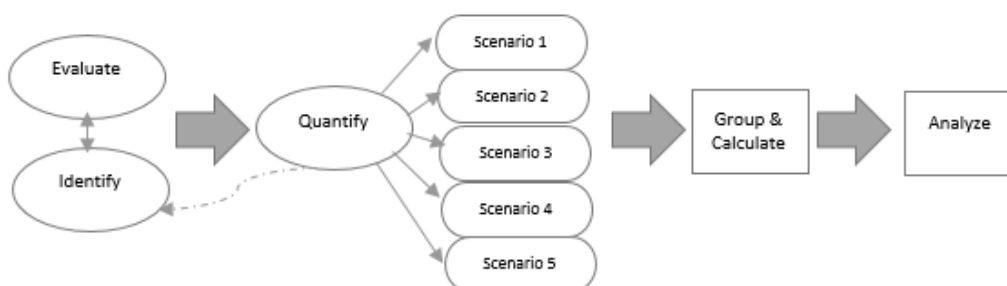 Evaluate
Identify
Quantify
Scenario 1
Scenario 2
Scenario 3
Scenario 4
Scenario 5
Group &
Calculate
Analyze